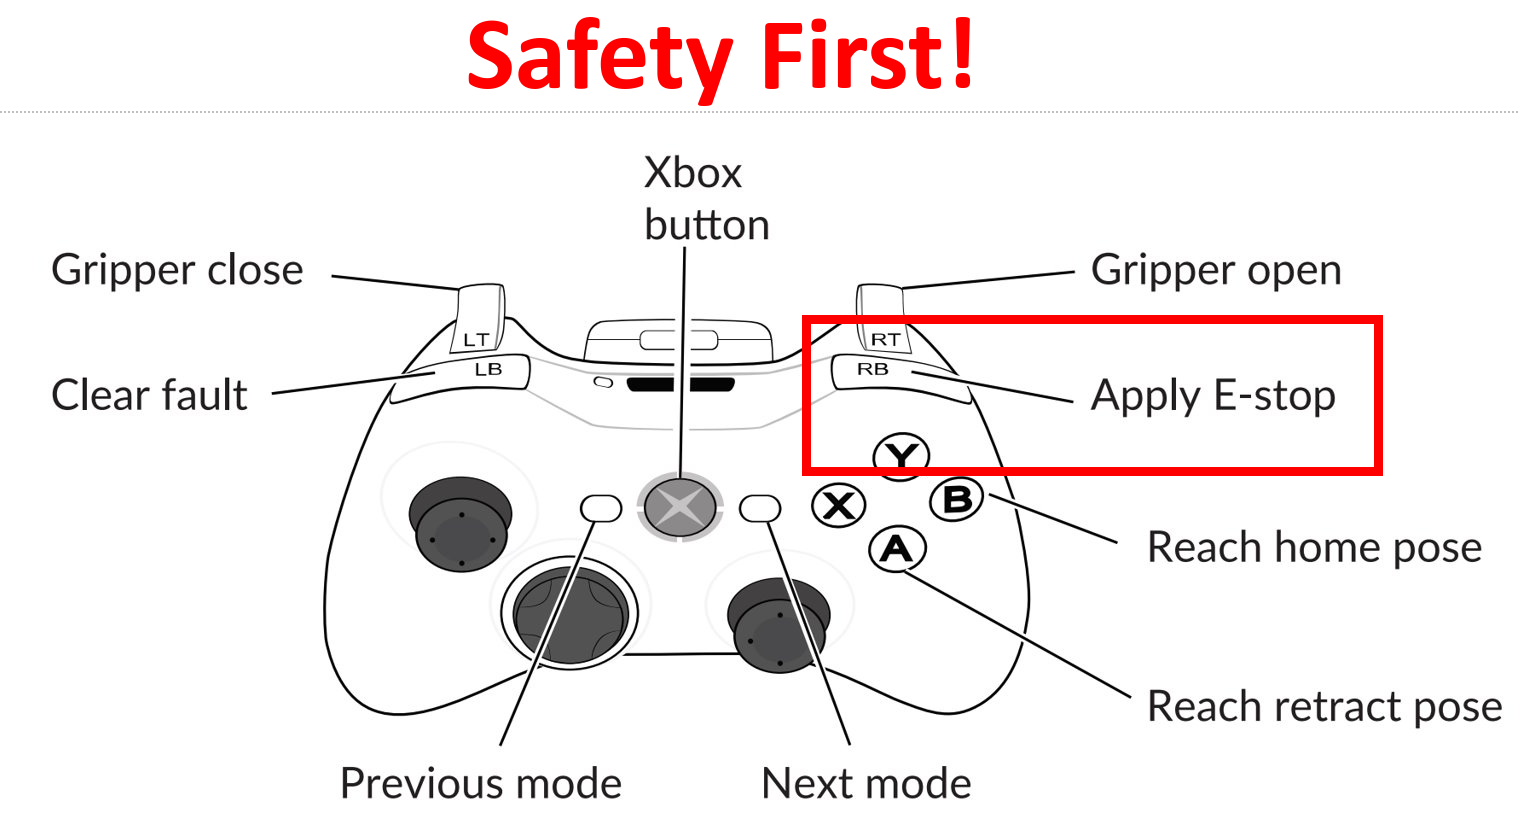 Safety First!
Xbox
button
Gripper close
Gripper open
LT
RT
LB
RB
Clear fault
Apply E-stop
Y
X
B
A
Reach home pose
Reach retract pose
Previous mode
Next mode